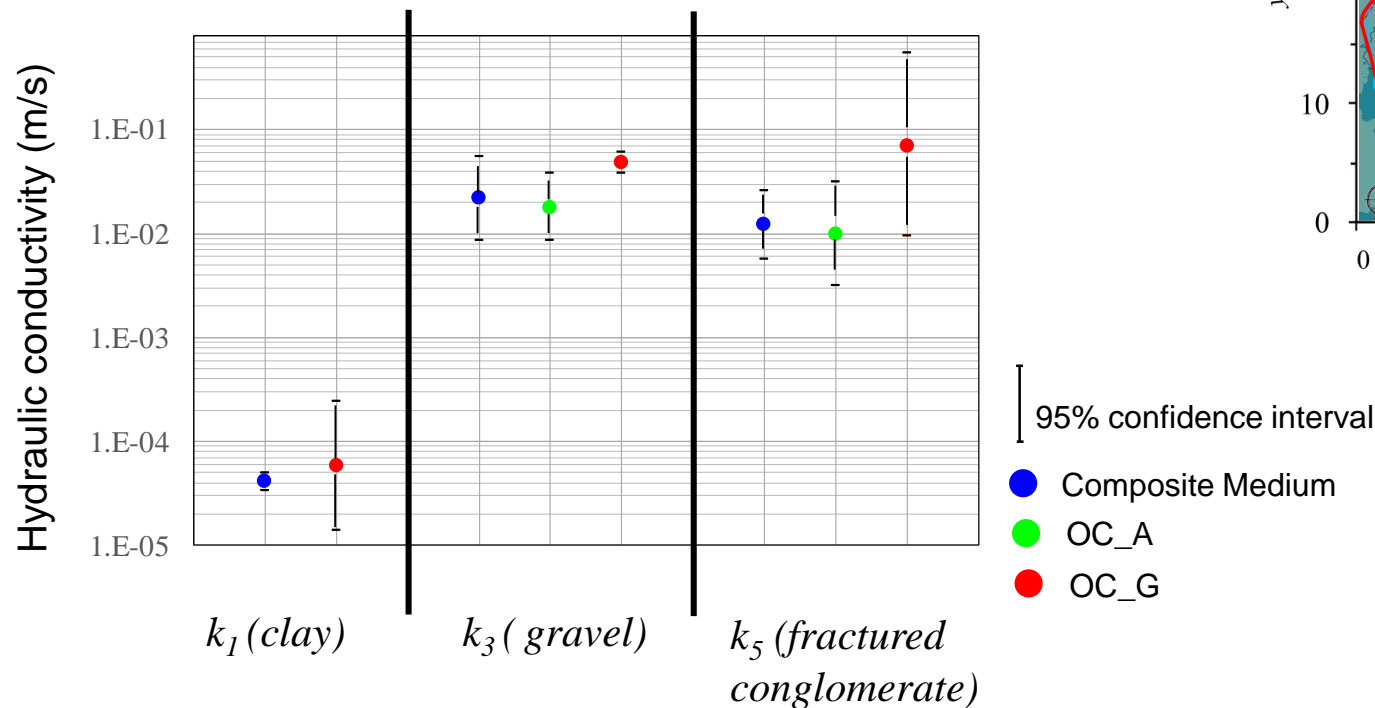 Hydraulic conductivity (m/s)
1.E-01
1.E-02
1.E-03
1.E-04
1.E-05
k1 (clay)
k3 ( gravel)
k5 (fractured
conglomerate)
10
0
0
95% confidence interval
Composite Medium
OC_A
OC_G